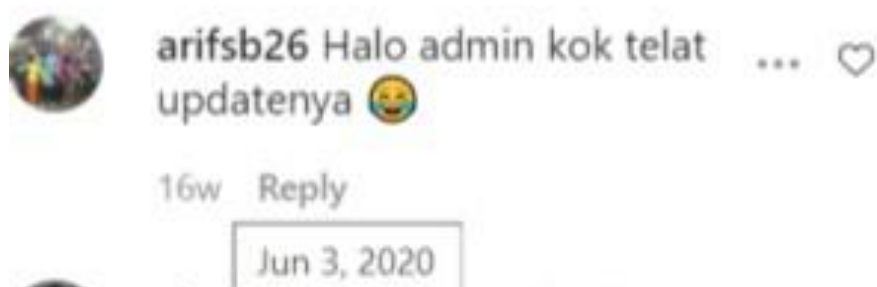 arifsb26 Halo admin kok telat
updatenya 😂
16w Reply
Jun 3, 2020